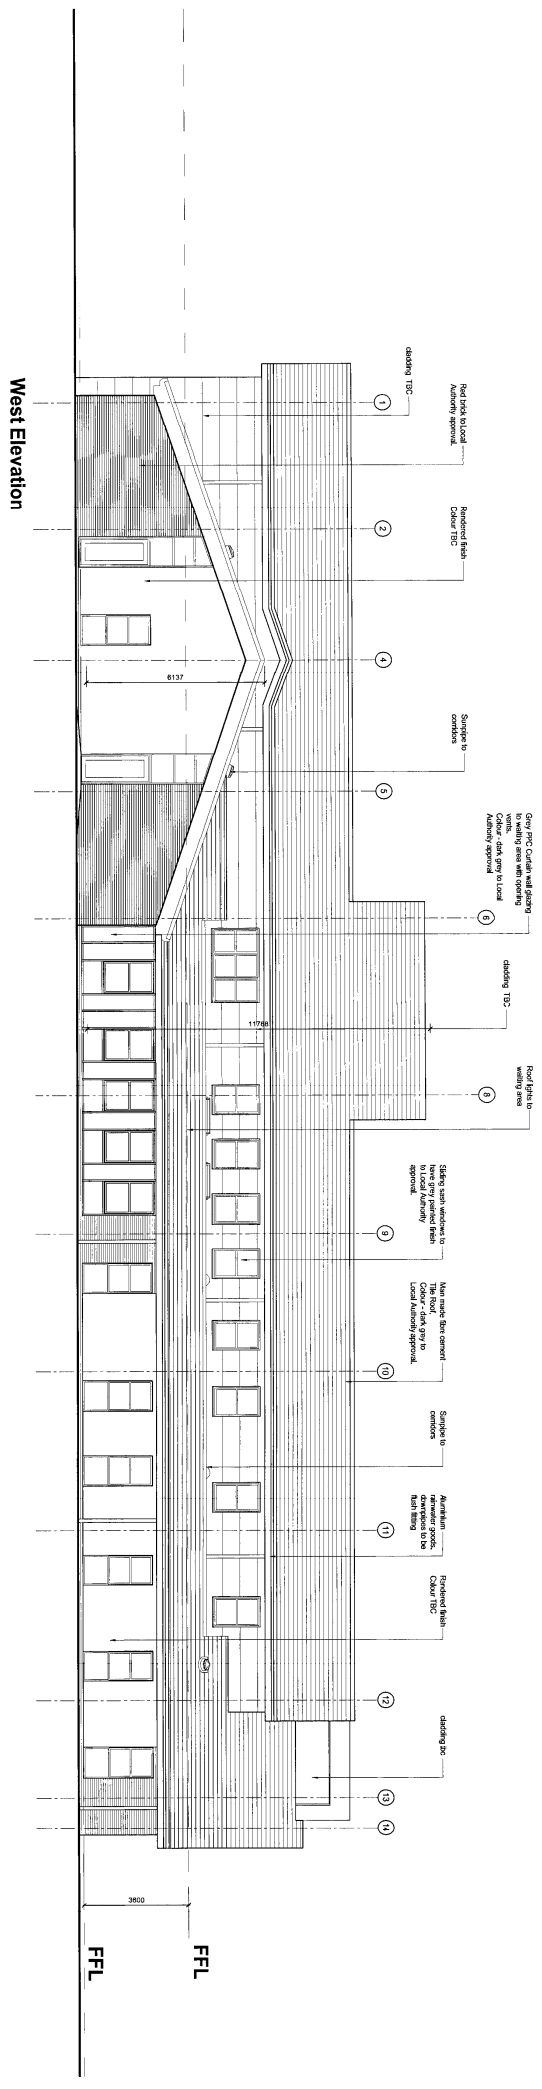 cladding TBC
Red brick to Local
Authority approval.
Rendered finish
Colour TBC
Sunpipe to
corridors
Grey PPC Curtain wall glazing
to waiting area with opening
vents.
Colour - dark grey to Local
Authority approval
cladding TBC
Roof lights to
waiting area
Sliding sash windows to
have grey painted finish
to Local Authority
approval.
Man made fibre cement
Tile Roof.
Colour - dark grey to
Local Authority approval.
Sunpipe to
corridors
Aluminium
rainwater goods,
downpipes to be
flush fitting
Rendered finish
Colour TBC
cladding tbc
1
2
4
5
6
8
9
10
11
12
13
14
6137
11788
3600
FFL
FFL
West Elevation